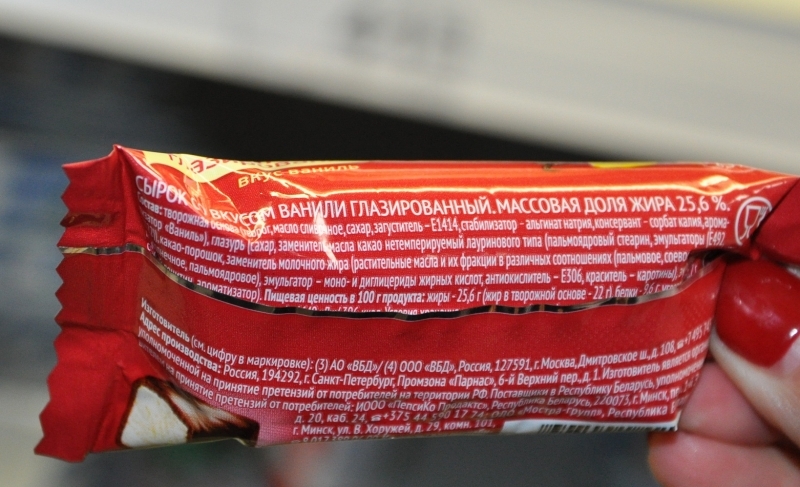 ВКУС ВАНИЛЬ
СЫРОК СО ВКУСОМ ВАНИЛИ ГЛАЗИРОВАННЫЙ. МАССОВАЯ ДОЛЯ ЖИРА 25,6 %.
Состав: творожная основа масло сливочное, сахар, загуститель – Е1414, стабилизатор – альгинат натрия, консервант – сорбат калия, арома-
тизатор «Ваниль»), глазурь сахар, заменитель масла какао нетемперируемый лауринового типа (пальмоядровый стеарин, эмульгаторы (Е492,
какао-порошок, заменитель молочного жира (растительные масла и их фракции в различных соотношениях (пальмовое, соево
пальмоядровое), эмульгатор – моно- и диглицериды жирных кислот, антиокислитель – Е306, краситель – каротины),
ароматизатор). Пищевая ценность в 100 г продукта: жиры - 25,6 г (жир в творожной основе - 22 г), белки
Изготовитель (см. цифру в маркировке): (3) АО «ВБД»/ (4) ООО «ВБД», Россия, 127591, г. Москва, Дмитровское ш., д. 108,
Адрес производства: Россия, 194292, г. Санкт-Петербург, Промзона «Парнас», 6-й Верхний пер., д. 1. Изготовитель является
уполномоченной на принятие претензий от потребителей на территории РФ. Поставщики в Республику Беларусь,
на принятие претензий от потребителей: ИООО «ПепсиКо Продактс», Республика Беларусь, 220073, г. Минск,
д. 20, каб. 24, «Мостра-групп», Республика
г. Минск, ул. В. Хоружей, д. 29, комн. 101,